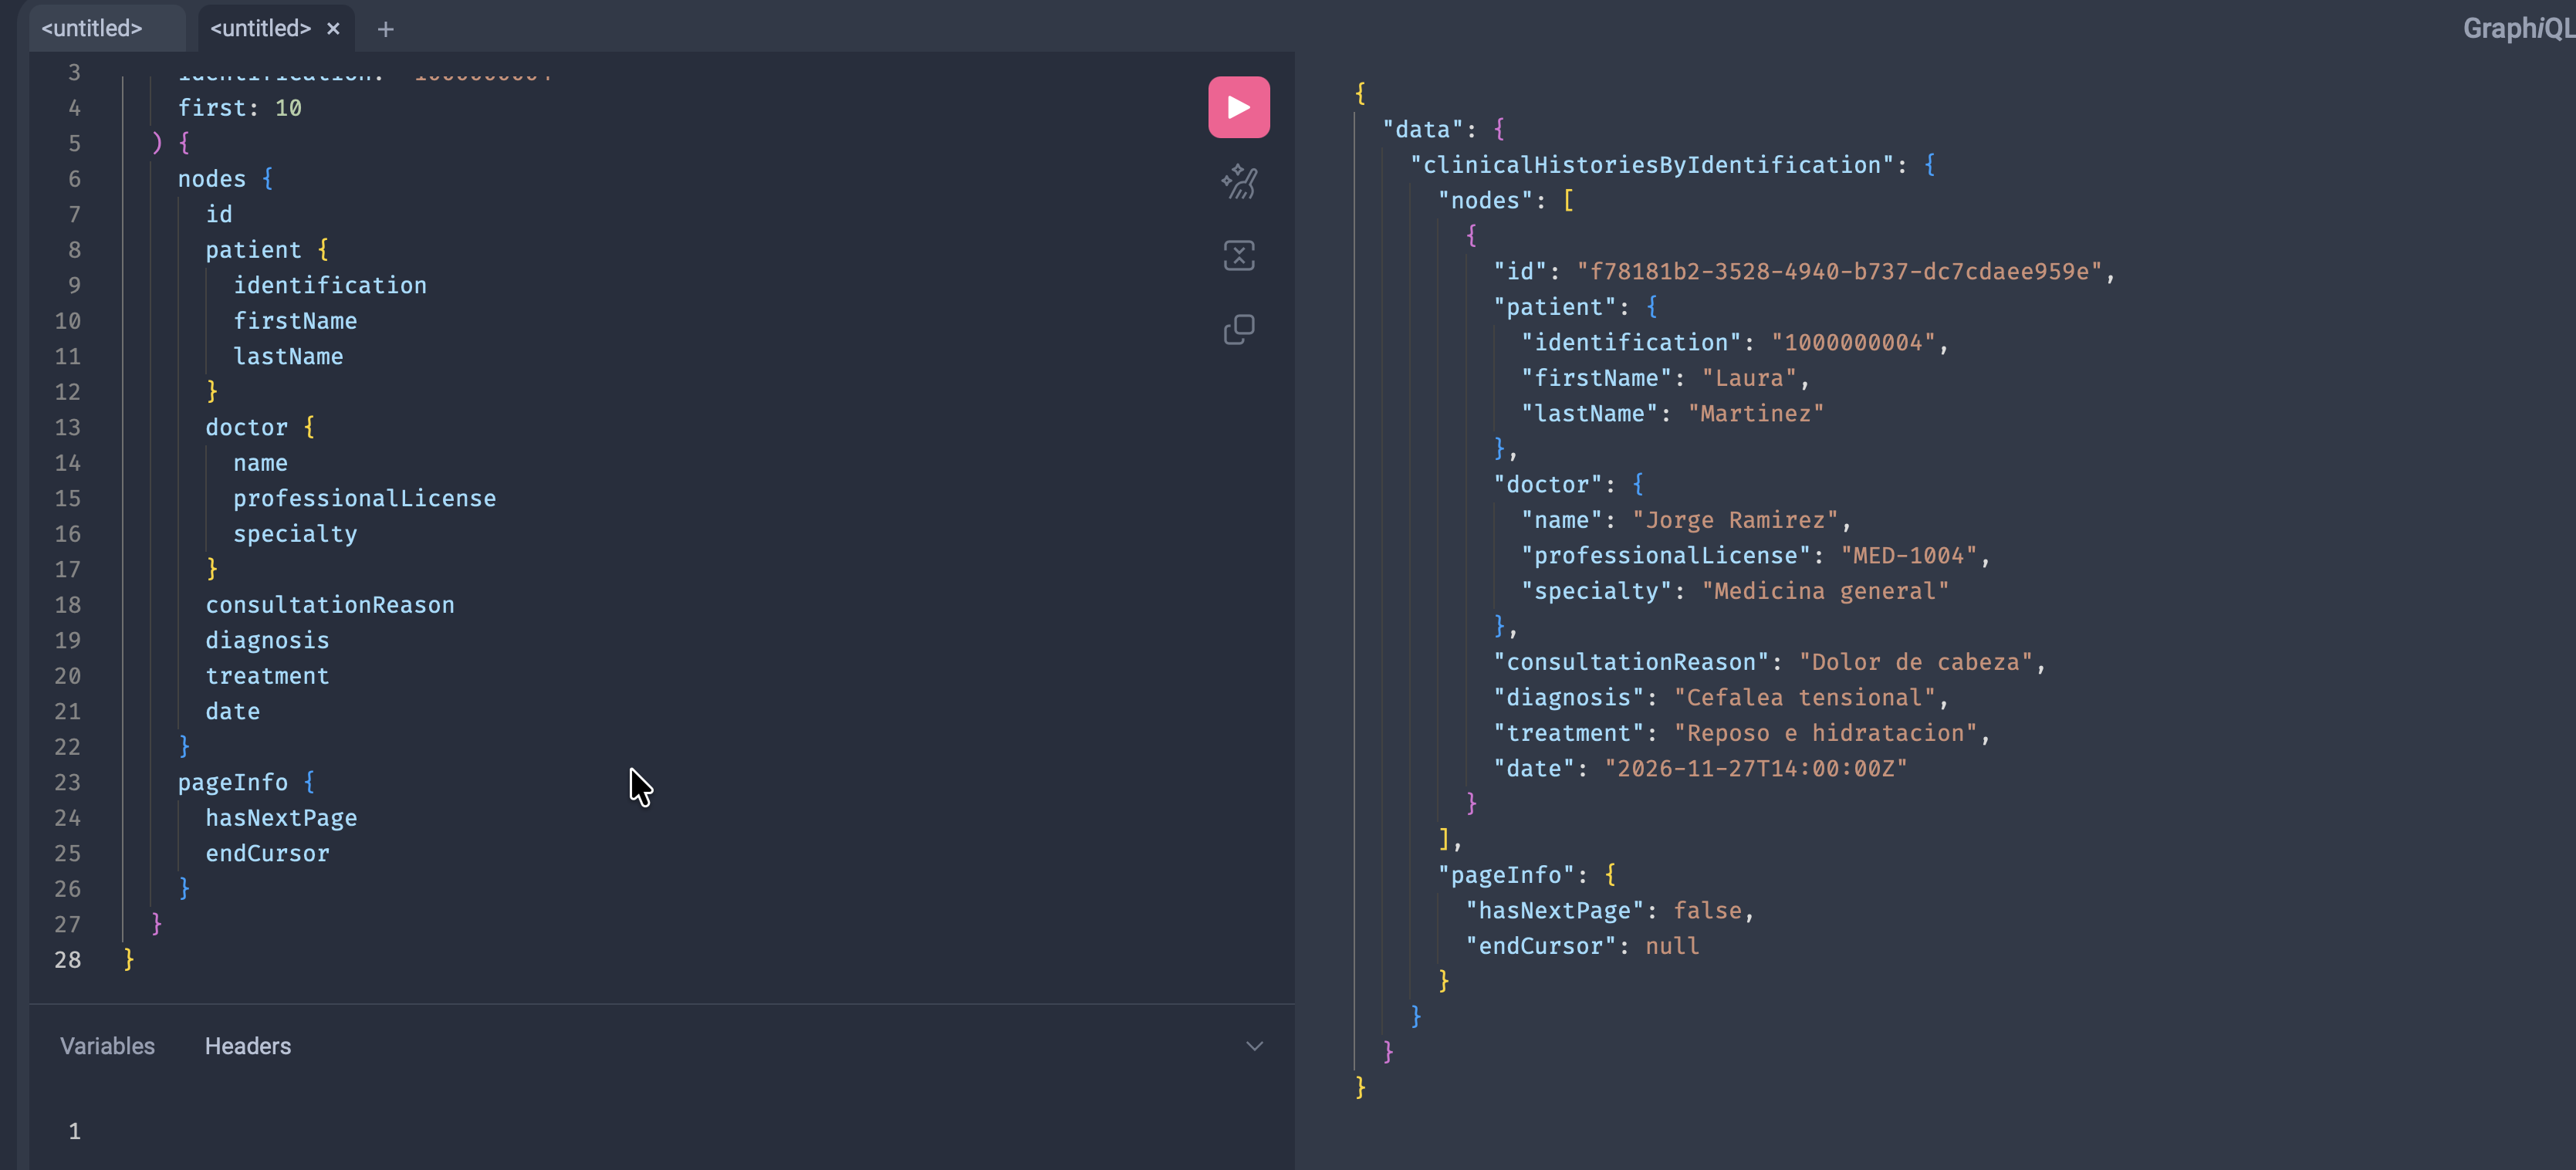 <untitled>
<untitled> × +
GraphiQL
3
4 first: 10
5 ) {
6 nodes {
7 id
8 patient {
9 identification
10 firstName
11 lastName
12 }
13 doctor {
14 name
15 professionalLicense
16 specialty
17 }
18 consultationReason
19 diagnosis
20 treatment
21 date
22 }
23 pageInfo {
24 hasNextPage
25 endCursor
26 }
27 }
28 }
Variables Headers
1
{
"data": {
"clinicalHistoriesByIdentification": {
"nodes": [
{
"id": "f78181b2-3528-4940-b737-dc7cdaee959e",
"patient": {
"identification": "1000000004",
"firstName": "Laura",
"lastName": "Martinez"
},
"doctor": {
"name": "Jorge Ramirez",
"professionalLicense": "MED-1004",
"specialty": "Medicina general"
},
"consultationReason": "Dolor de cabeza",
"diagnosis": "Cefalea tensional",
"treatment": "Reposo e hidratacion",
"date": "2026-11-27T14:00:00Z"
}
],
"pageInfo": {
"hasNextPage": false,
"endCursor": null
}
}
}
}